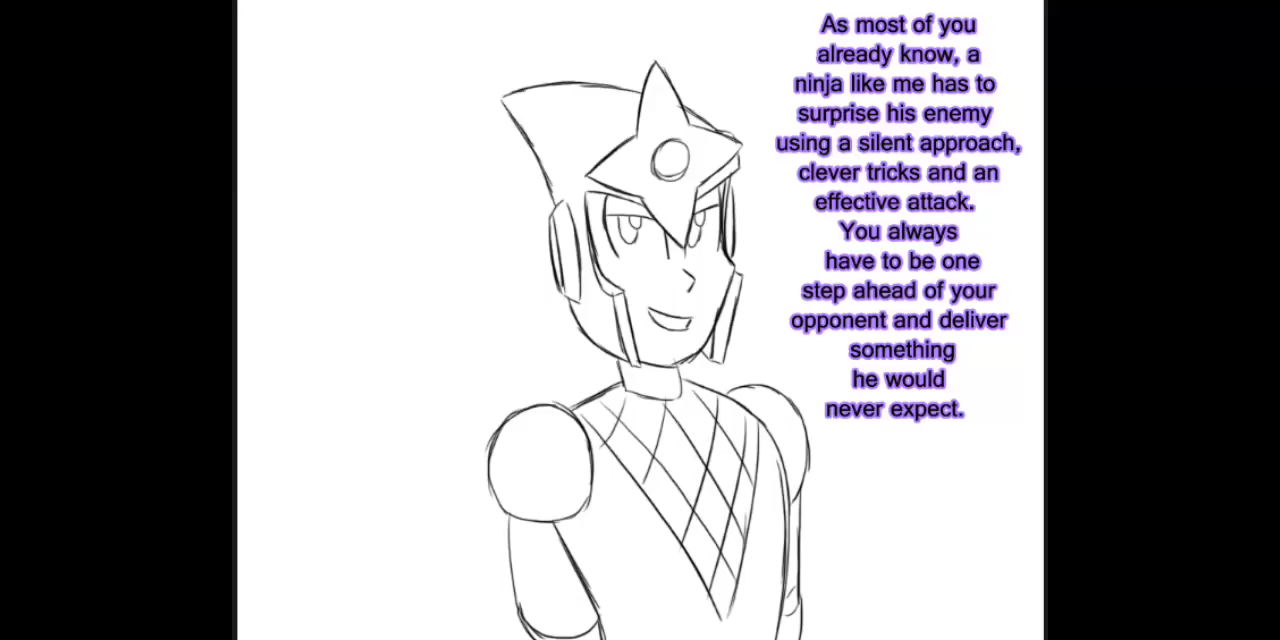 As most of you
already know, a
ninja like me has to
surprise his enemy
using a silent approach,
clever tricks and an
effective attack.
You always
have to be one
step ahead of your
opponent and deliver
something
he would
never expect.